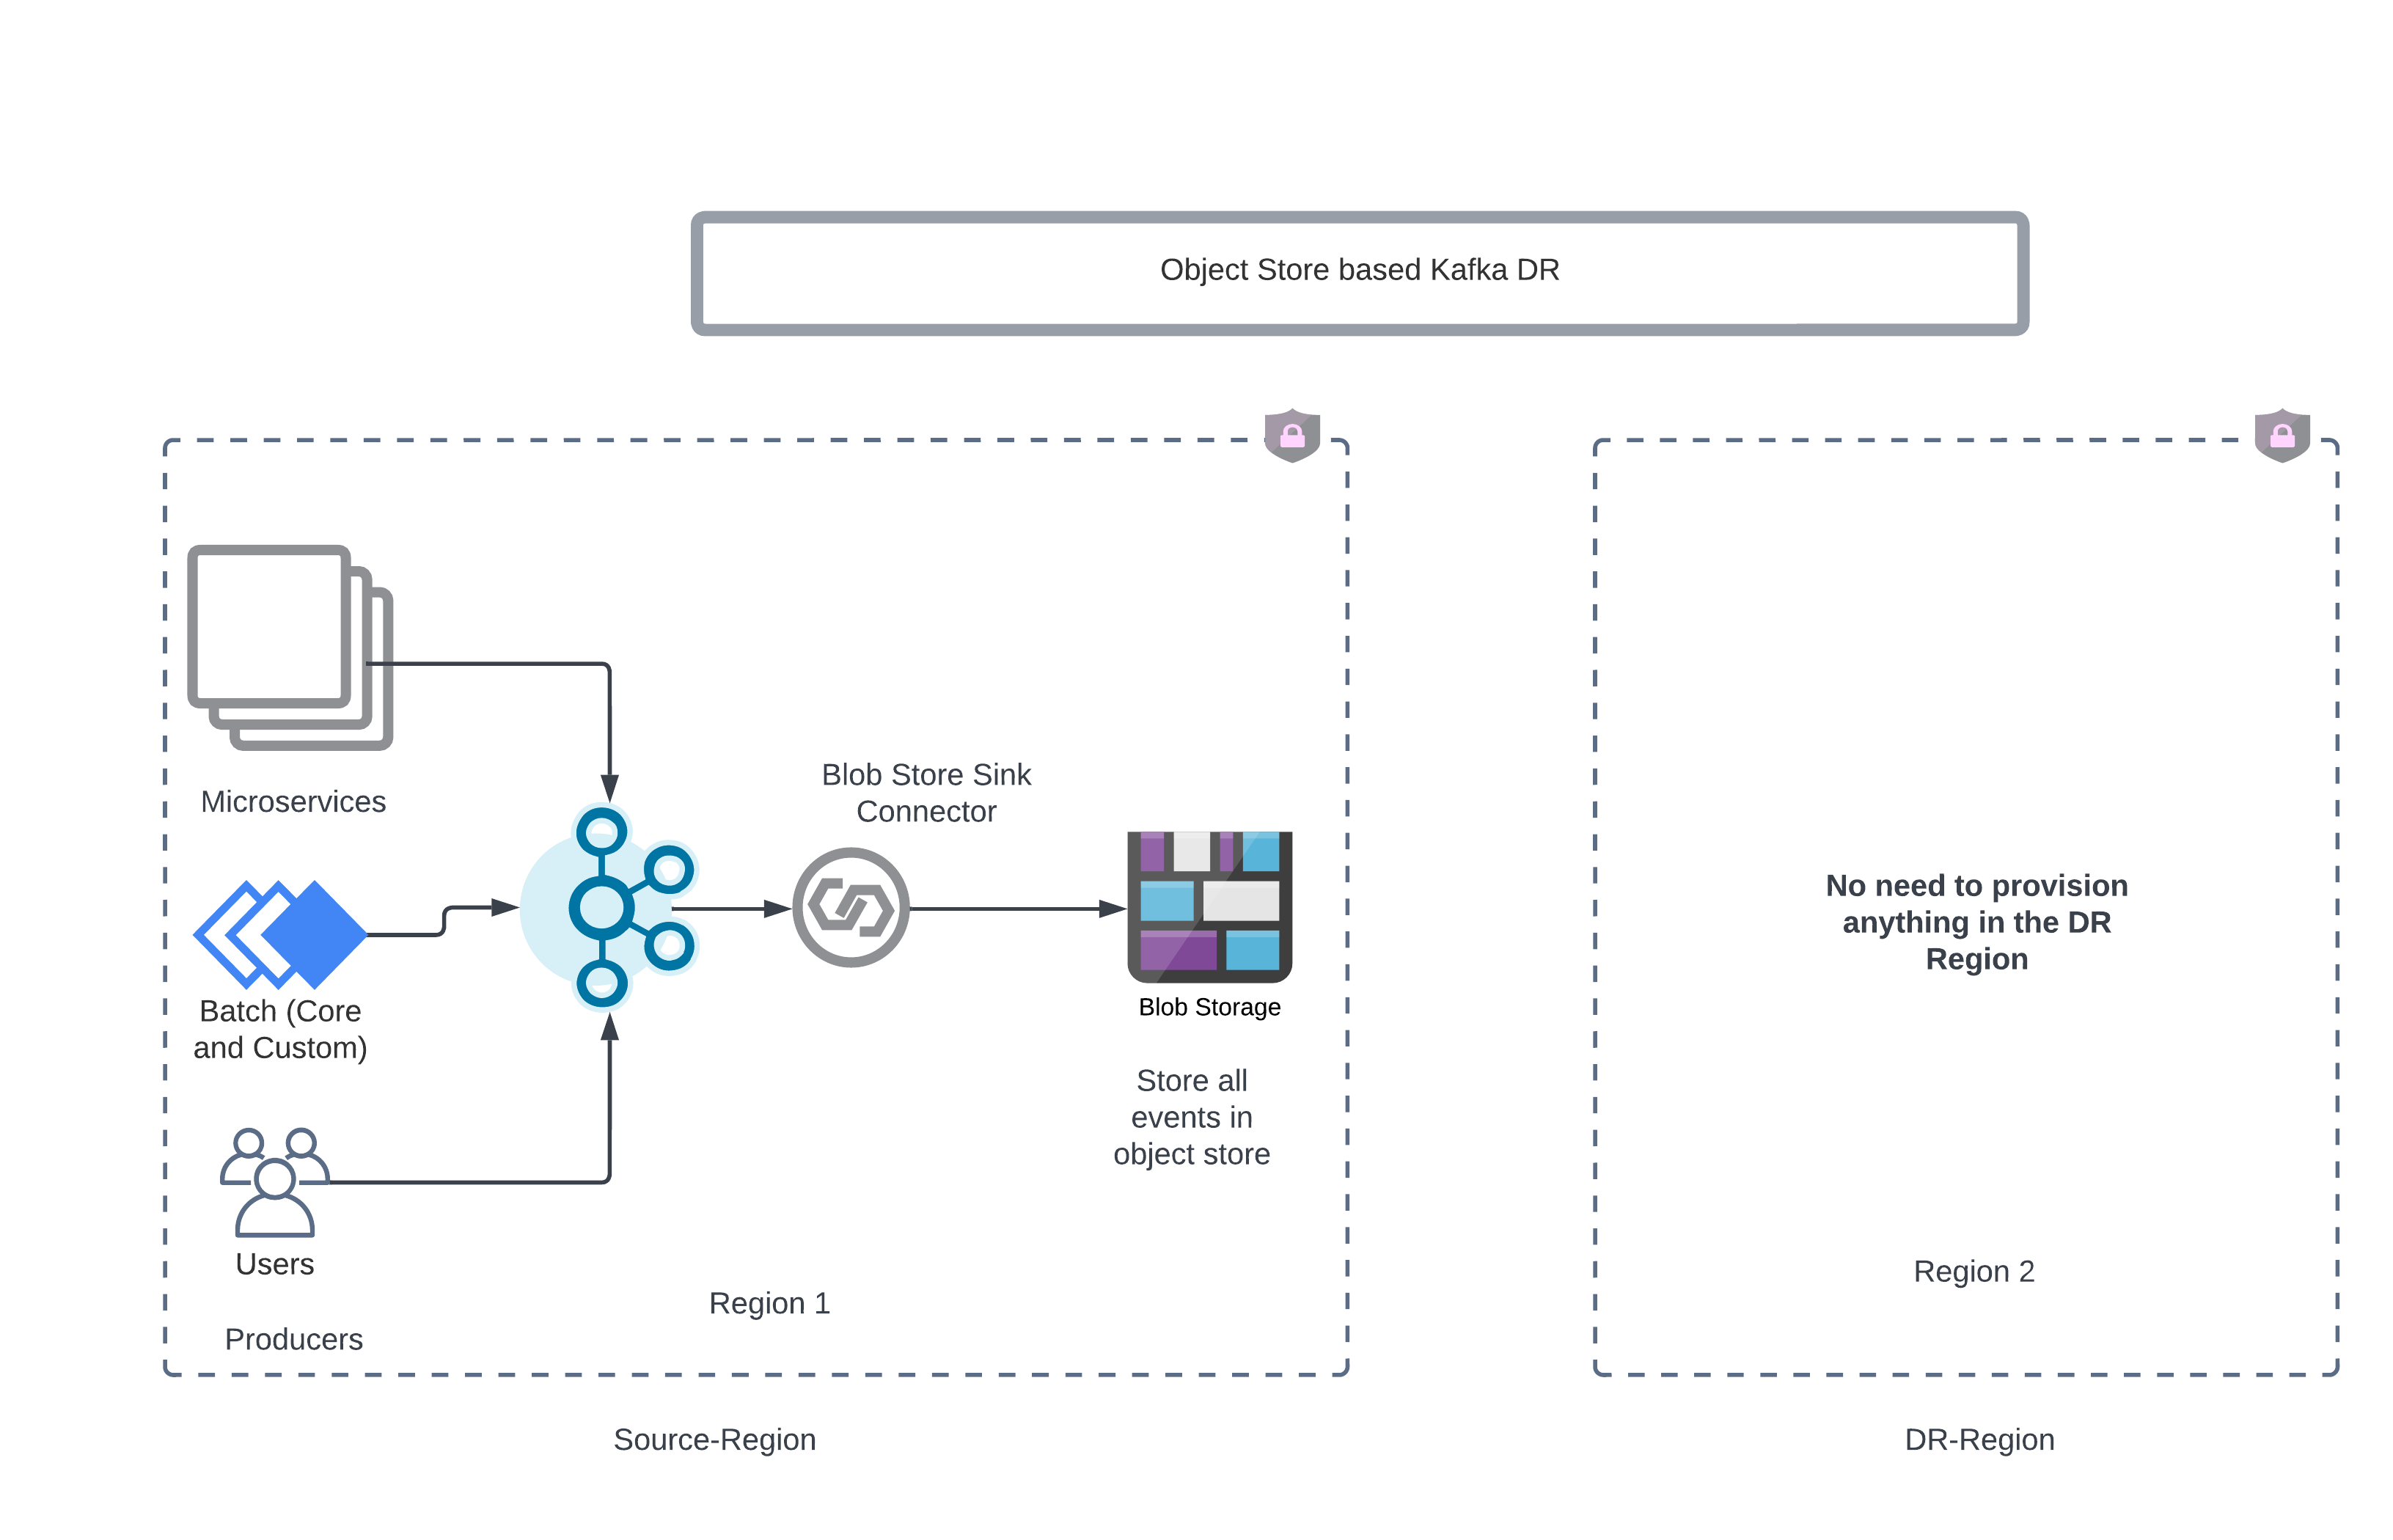 Object Store based Kafka DR
Microservices
Blob Store Sink
Connector
Batch (Core
and Custom)
Blob Storage
Store all
events in
object store
Users
Producers
Region 1
Source-Region
No need to provision
anything in the DR
Region
Region 2
DR-Region